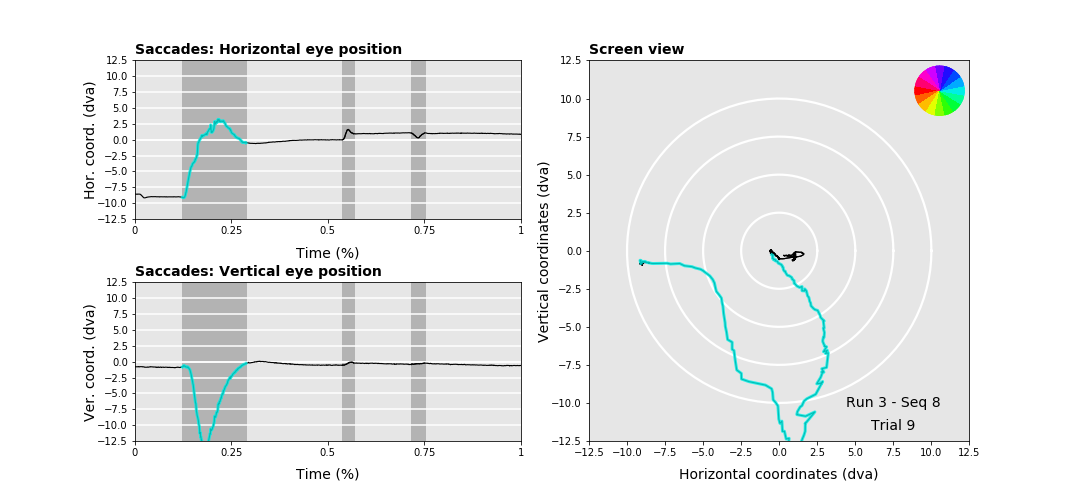 Saccades: Horizontal eye position
Hor. coord. (dva)
12.5
10.0
7.5
5.0
2.5
0.0
−2.5
−5.0
−7.5
−10.0
−12.5
0 0.25 0.5 0.75 1
Time (%)
Saccades: Vertical eye position
Ver. coord. (dva)
12.5
10.0
7.5
5.0
2.5
0.0
−2.5
−5.0
−7.5
−10.0
−12.5
0 0.25 0.5 0.75 1
Time (%)
Screen view
Vertical coordinates (dva)
12.5
10.0
7.5
5.0
2.5
0.0
−2.5
−5.0
−7.5
−10.0
−12.5
Run 3 - Seq 8
Trial 9
−12.5 −10.0 −7.5 −5.0 −2.5 0.0 2.5 5.0 7.5 10.0 12.5
Horizontal coordinates (dva)